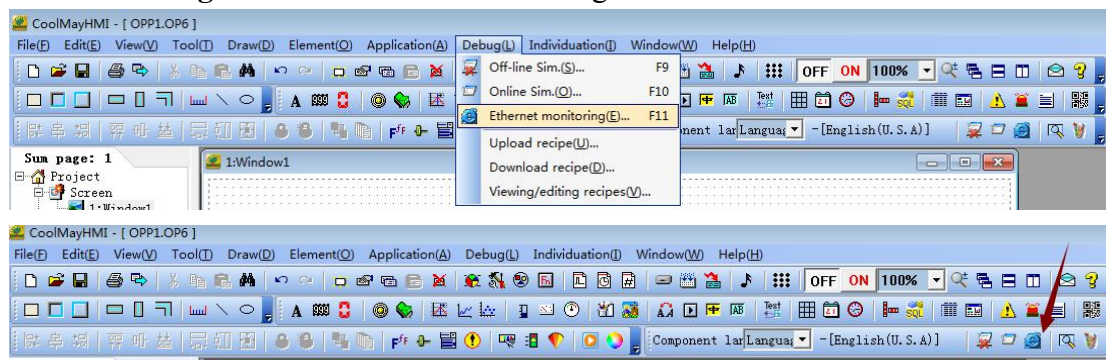 CoolMayHMI - [ OPP1.OP6 ]
File(F) Edit(E) View(V) Tool(T) Draw(D) Element(O) Application(A) Debug(L) Individuation(I) Window(W) Help(H)
Off-line Sim.(S)... F9
OFF ON 100%
Online Sim.(O)... F10
Ethernet monitoring(E)... F11
nent lar Languag - [English(U.S.A)]
Upload recipe(U)...
Download recipe(D)...
Viewing/editing recipes(V)...
Sum page: 1
Project
Screen
1:Window1
1:Window1
CoolMayHMI - [ OPP1.OP6 ]
File(F) Edit(E) View(V) Tool(T) Draw(D) Element(O) Application(A) Debug(L) Individuation(I) Window(W) Help(H)
OFF ON 100%
Component lar Languag - [English(U.S.A)]